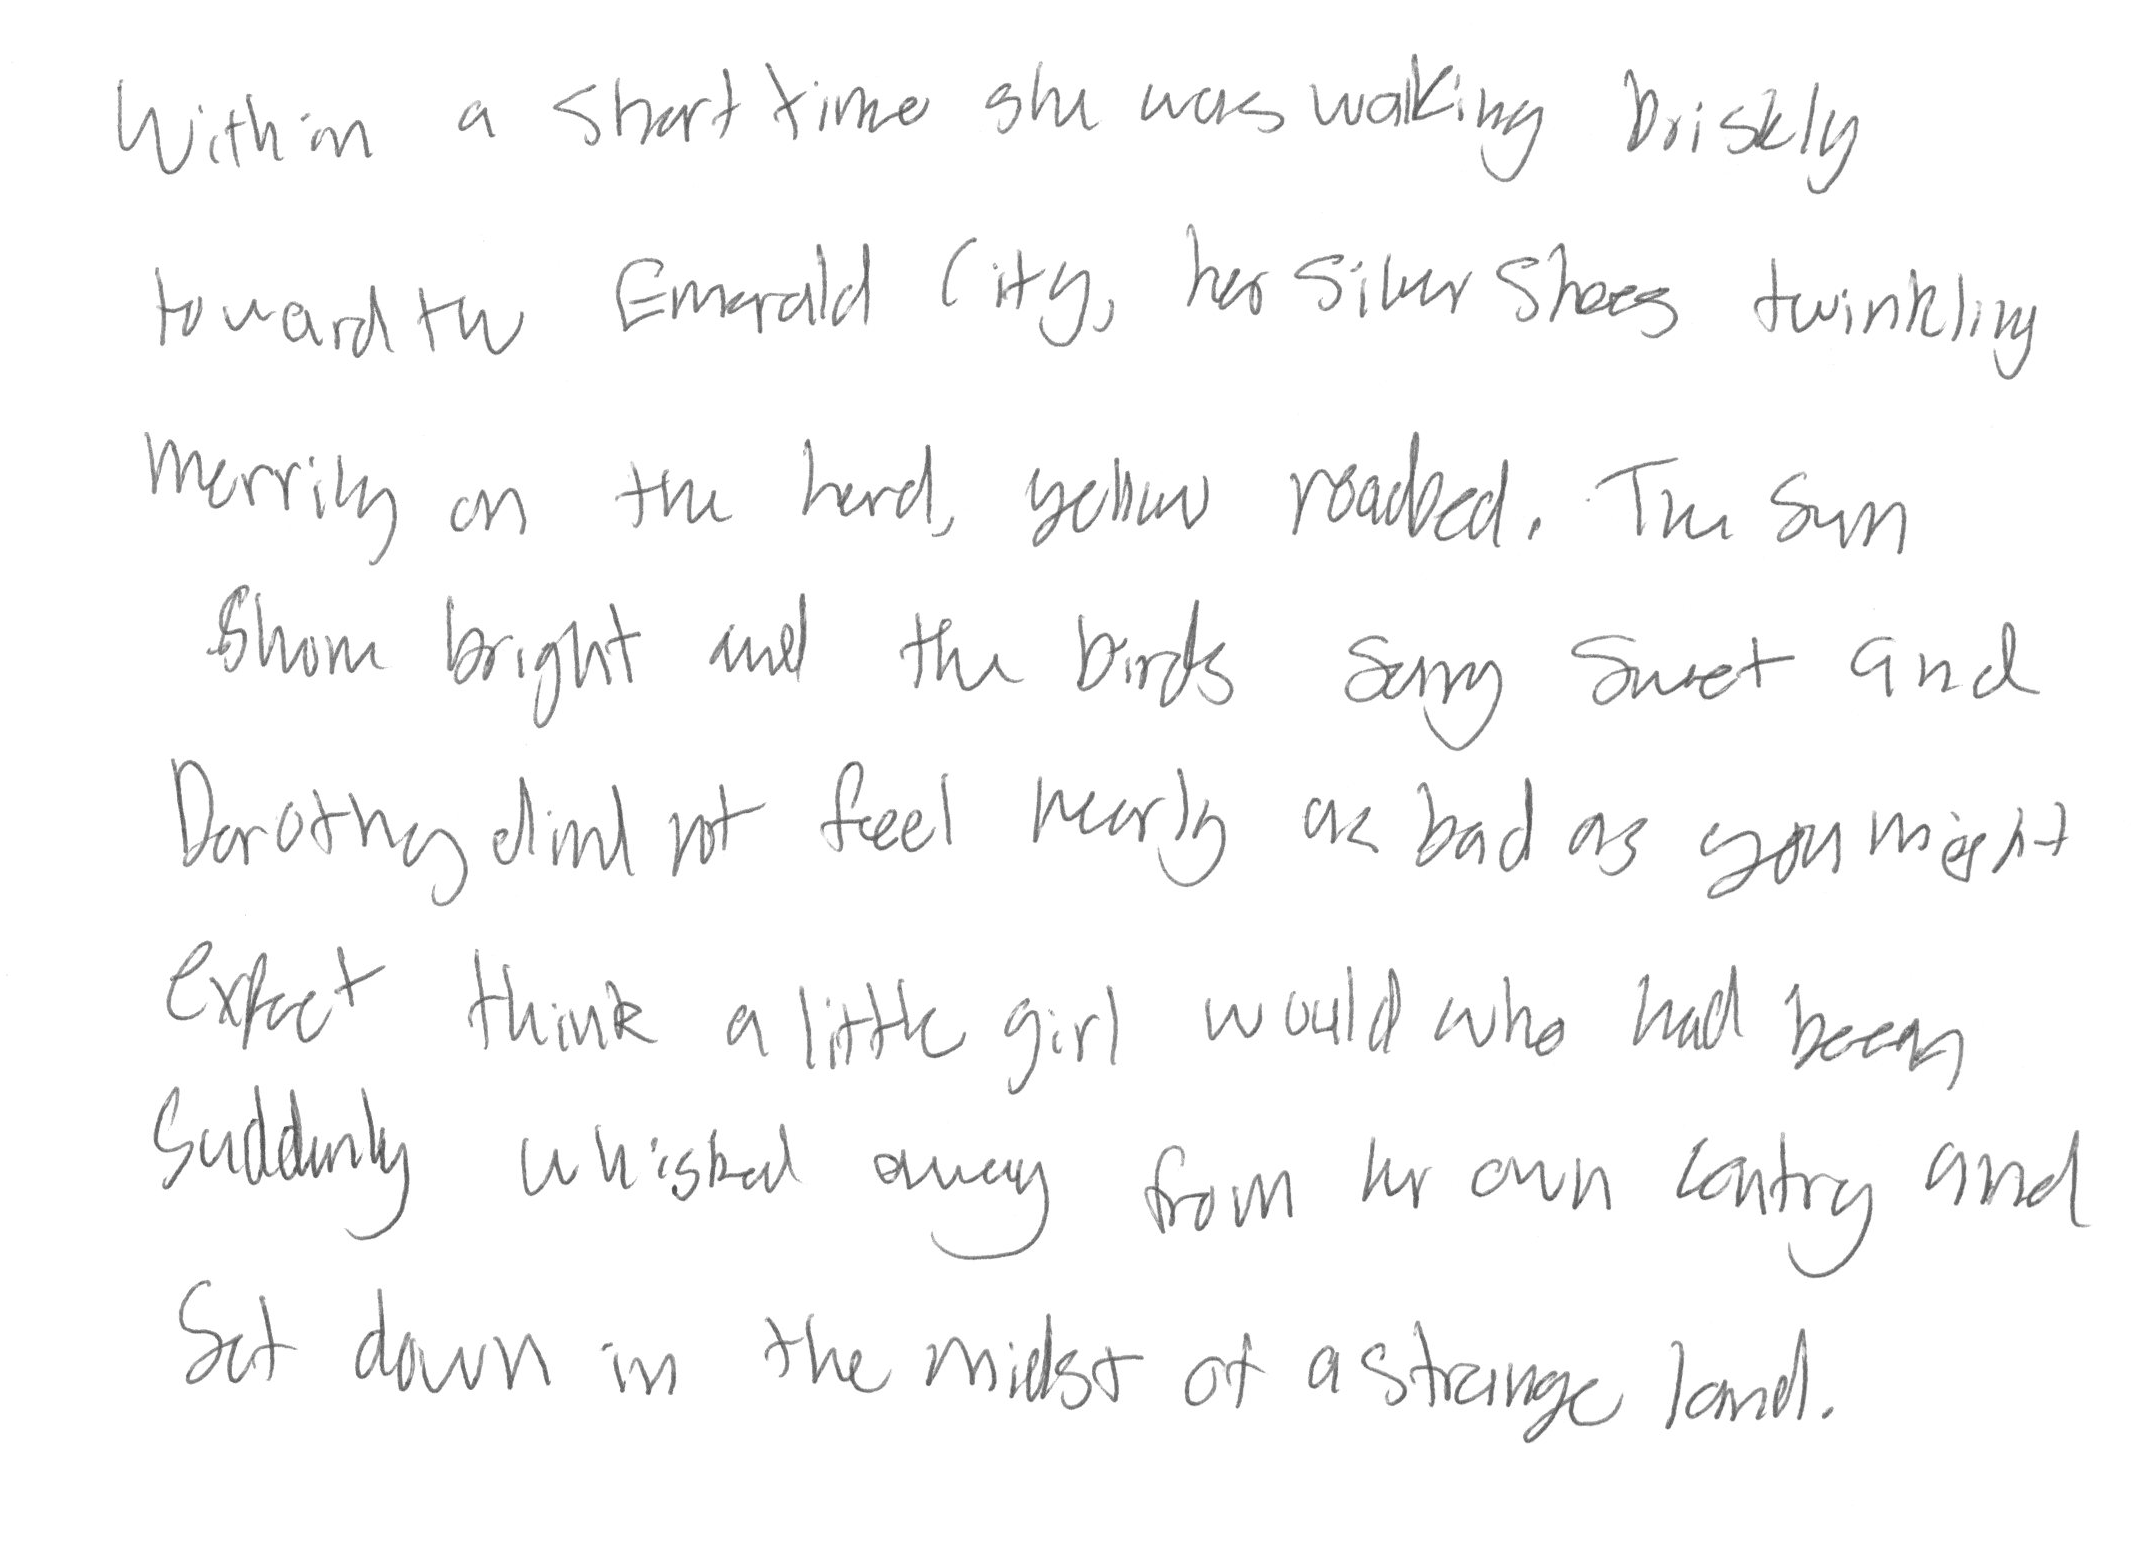 Within a short time she was walking briskly
toward the Emerald City, her silver shoes twinkling
merrily on the hard, yellow roadbed. The sun
shone bright and the birds sang sweet and
Dorothy did not feel nearly as bad as you might
expect think a little girl would who had been
suddenly whisked away from her own contry and
set down in the midst of a strange land.